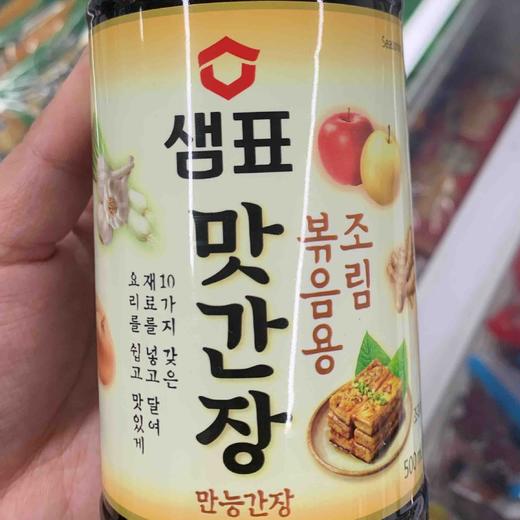 샘표
맛간장
조림
볶음용
10가지 갖은
재료를 넣고 달여
요리를 쉽고 맛있게
만능간장
500m